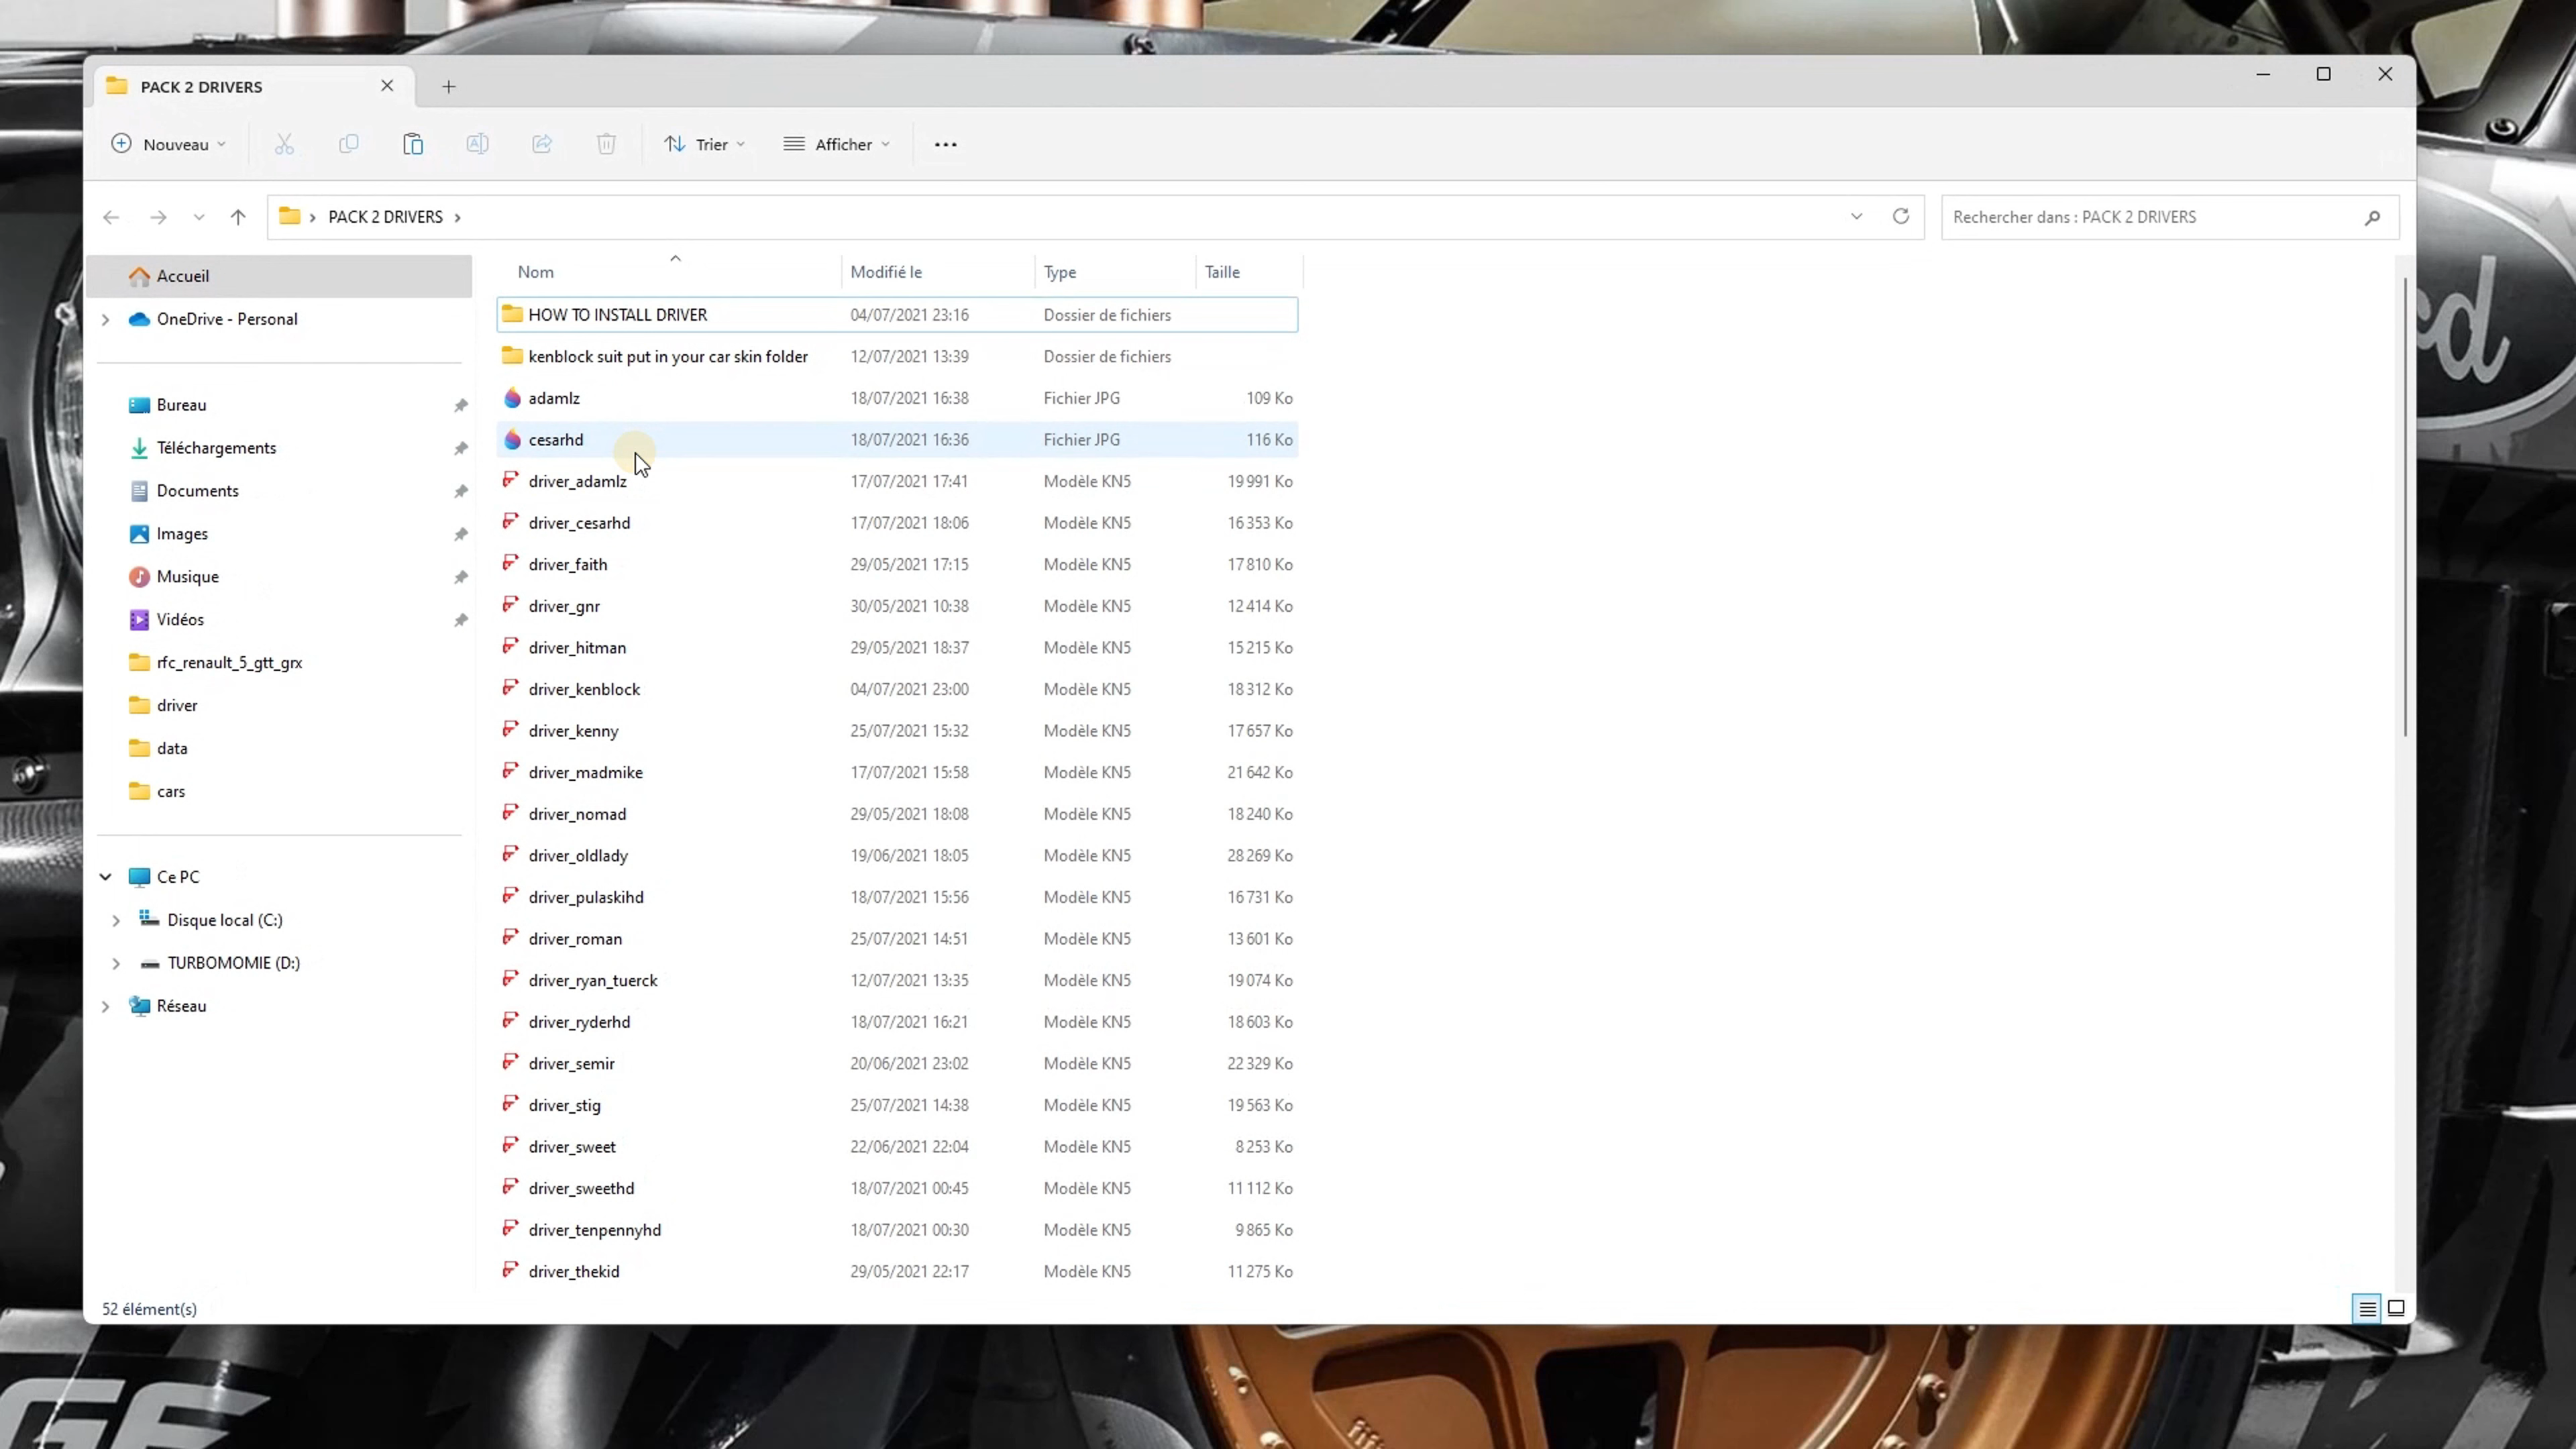 PACK 2 DRIVERS
Nouveau
Trier
Afficher
PACK 2 DRIVERS
Rechercher dans : PACK 2 DRIVERS
Accueil
OneDrive - Personal
Bureau
Téléchargements
Documents
Images
Musique
Vidéos
rfc_renault_5_gtt_grx
driver
data
cars
Ce PC
Disque local (C:)
TURBOMOMIE (D:)
Réseau
Nom Modifié le Type Taille
HOW TO INSTALL DRIVER 04/07/2021 23:16 Dossier de fichiers
kenblock suit put in your car skin folder 12/07/2021 13:39 Dossier de fichiers
adamlz 18/07/2021 16:38 Fichier JPG 109 Ko
cesarhd 18/07/2021 16:36 Fichier JPG 116 Ko
driver_adamlz 17/07/2021 17:41 Modèle KN5 19 991 Ko
driver_cesarhd 17/07/2021 18:06 Modèle KN5 16 353 Ko
driver_faith 29/05/2021 17:15 Modèle KN5 17 810 Ko
driver_gnr 30/05/2021 10:38 Modèle KN5 12 414 Ko
driver_hitman 29/05/2021 18:37 Modèle KN5 15 215 Ko
driver_kenblock 04/07/2021 23:00 Modèle KN5 18 312 Ko
driver_kenny 25/07/2021 15:32 Modèle KN5 17 657 Ko
driver_madmike 17/07/2021 15:58 Modèle KN5 21 642 Ko
driver_nomad 29/05/2021 18:08 Modèle KN5 18 240 Ko
driver_oldlady 19/06/2021 18:05 Modèle KN5 28 269 Ko
driver_pulaskihd 18/07/2021 15:56 Modèle KN5 16 731 Ko
driver_roman 25/07/2021 14:51 Modèle KN5 13 601 Ko
driver_ryan_tuerck 12/07/2021 13:35 Modèle KN5 19 074 Ko
driver_ryderhd 18/07/2021 16:21 Modèle KN5 18 603 Ko
driver_semir 20/06/2021 23:02 Modèle KN5 22 329 Ko
driver_stig 25/07/2021 14:38 Modèle KN5 19 563 Ko
driver_sweet 22/06/2021 22:04 Modèle KN5 8 253 Ko
driver_sweethd 18/07/2021 00:45 Modèle KN5 11 112 Ko
driver_tenpennyhd 18/07/2021 00:30 Modèle KN5 9 865 Ko
driver_thekid 29/05/2021 22:17 Modèle KN5 11 275 Ko
52 élément(s)